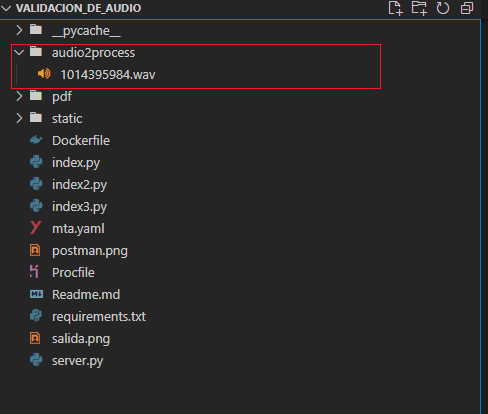 VALIDACION_DE_AUDIO
__pycache__
audio2process
1014395984.wav
pdf
static
Dockerfile
index.py
index2.py
index3.py
mta.yaml
postman.png
Procfile
Readme.md
requirements.txt
salida.png
server.py